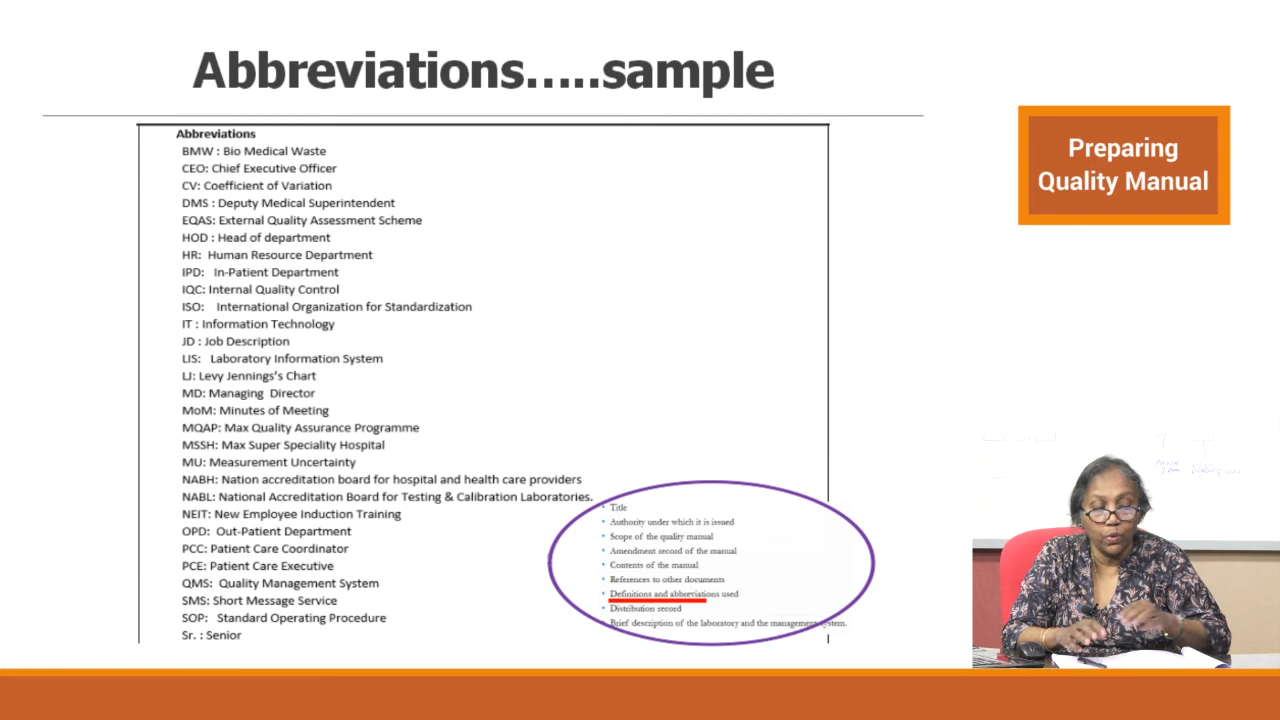 Abbreviations…..sample
Abbreviations
BMW : Bio Medical Waste
CEO: Chief Executive Officer
CV: Coefficient of Variation
DMS : Deputy Medical Superintendent
EQAS: External Quality Assessment Scheme
HOD : Head of department
HR: Human Resource Department
IPD: In-Patient Department
IQC: Internal Quality Control
ISO: International Organization for Standardization
IT : Information Technology
JD : Job Description
LIS: Laboratory Information System
LJ: Levy Jennings's Chart
MD: Managing Director
MoM: Minutes of Meeting
MQAP: Max Quality Assurance Programme
MSSH: Max Super Speciality Hospital
MU: Measurement Uncertainty
NABH: Nation accreditation board for hospital and health care providers
NABL: National Accreditation Board for Testing & Calibration Laboratories.
NEIT: New Employee Induction Training
OPD: Out-Patient Department
PCC: Patient Care Coordinator
PCE: Patient Care Executive
QMS: Quality Management System
SMS: Short Message Service
SOP: Standard Operating Procedure
Sr. : Senior
• Title
• Authority under which it is issued
• Scope of the quality manual
• Amendment record of the manual
• Contents of the manual
• References to other documents
• Definitions and abbreviations used
• Distribution record
Brief description of the laboratory and the management system.
Preparing
Quality Manual